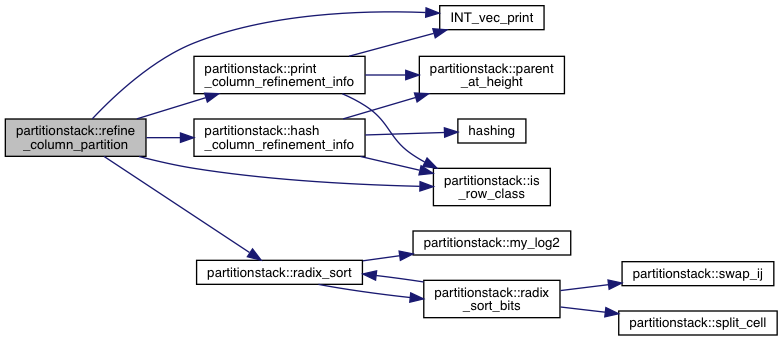 INT_vec_print
partitionstack::print
_column_refinement_info
partitionstack::parent
_at_height
partitionstack::refine
_column_partition
partitionstack::hash
_column_refinement_info
hashing
partitionstack::is
_row_class
partitionstack::my_log2
partitionstack::radix_sort
partitionstack::radix
_sort_bits
partitionstack::swap_ij
partitionstack::split_cell